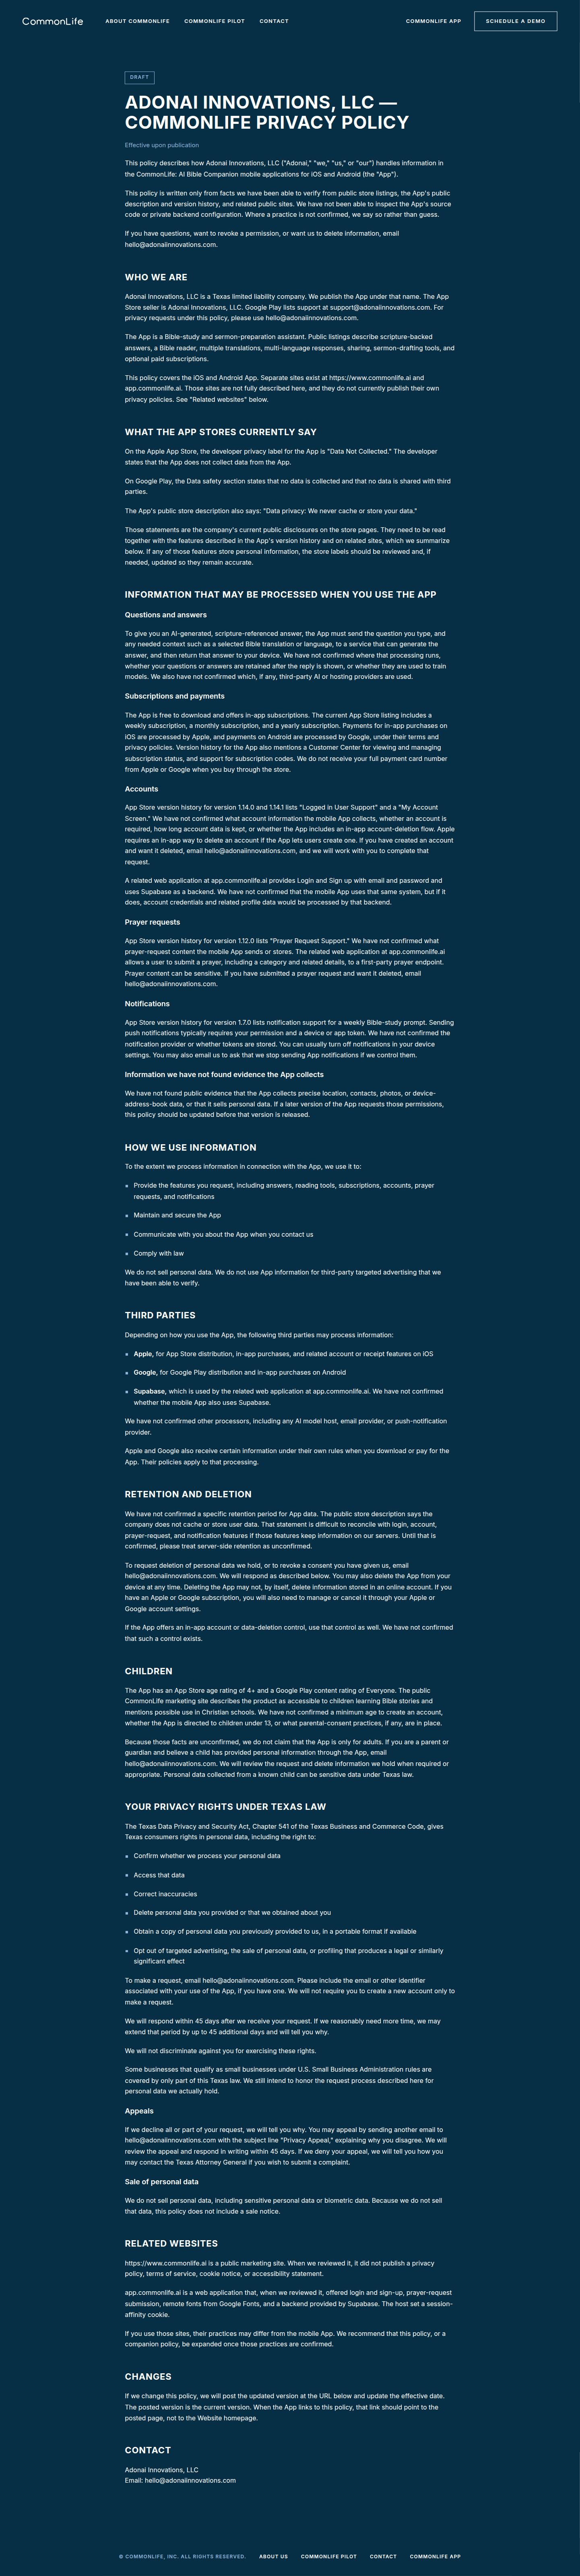 CommonLife
ABOUT COMMONLIFE
COMMONLIFE PILOT
CONTACT
COMMONLIFE APP
SCHEDULE A DEMO
DRAFT
ADONAI INNOVATIONS, LLC —
COMMONLIFE PRIVACY POLICY
Effective upon publication
This policy describes how Adonai Innovations, LLC ("Adonai," "we," "us," or "our") handles information in
the CommonLife: AI Bible Companion mobile applications for iOS and Android (the "App").
This policy is written only from facts we have been able to verify from public store listings, the App's public
description and version history, and related public sites. We have not been able to inspect the App's source
code or private backend configuration. Where a practice is not confirmed, we say so rather than guess.
If you have questions, want to revoke a permission, or want us to delete information, email
hello@adonaiinnovations.com.
WHO WE ARE
Adonai Innovations, LLC is a Texas limited liability company. We publish the App under that name. The App
Store seller is Adonai Innovations, LLC. Google Play lists support at support@adonaiinnovations.com. For
privacy requests under this policy, please use hello@adonaiinnovations.com.
The App is a Bible-study and sermon-preparation assistant. Public listings describe scripture-backed
answers, a Bible reader, multiple translations, multi-language responses, sharing, sermon-drafting tools, and
optional paid subscriptions.
This policy covers the iOS and Android App. Separate sites exist at https://www.commonlife.ai and
app.commonlife.ai. Those sites are not fully described here, and they do not currently publish their own
privacy policies. See "Related websites" below.
WHAT THE APP STORES CURRENTLY SAY
On the Apple App Store, the developer privacy label for the App is "Data Not Collected." The developer
states that the App does not collect data from the App.
On Google Play, the Data safety section states that no data is collected and that no data is shared with third
parties.
The App's public store description also says: "Data privacy: We never cache or store your data."
Those statements are the company's current public disclosures on the store pages. They need to be read
together with the features described in the App's version history and on related sites, which we summarize
below. If any of those features store personal information, the store labels should be reviewed and, if
needed, updated so they remain accurate.
INFORMATION THAT MAY BE PROCESSED WHEN YOU USE THE APP
Questions and answers
To give you an AI-generated, scripture-referenced answer, the App must send the question you type, and
any needed context such as a selected Bible translation or language, to a service that can generate the
answer, and then return that answer to your device. We have not confirmed where that processing runs,
whether your questions or answers are retained after the reply is shown, or whether they are used to train
models. We also have not confirmed which, if any, third-party AI or hosting providers are used.
Subscriptions and payments
The App is free to download and offers in-app subscriptions. The current App Store listing includes a
weekly subscription, a monthly subscription, and a yearly subscription. Payments for in-app purchases on
iOS are processed by Apple, and payments on Android are processed by Google, under their terms and
privacy policies. Version history for the App also mentions a Customer Center for viewing and managing
subscription status, and support for subscription codes. We do not receive your full payment card number
from Apple or Google when you buy through the store.
Accounts
App Store version history for version 1.14.0 and 1.14.1 lists "Logged in User Support" and a "My Account
Screen." We have not confirmed what account information the mobile App collects, whether an account is
required, how long account data is kept, or whether the App includes an in-app account-deletion flow. Apple
requires an in-app way to delete an account if the App lets users create one. If you have created an account
and want it deleted, email hello@adonaiinnovations.com, and we will work with you to complete that
request.
A related web application at app.commonlife.ai provides Login and Sign up with email and password and
uses Supabase as a backend. We have not confirmed that the mobile App uses that same system, but if it
does, account credentials and related profile data would be processed by that backend.
Prayer requests
App Store version history for version 1.12.0 lists "Prayer Request Support." We have not confirmed what
prayer-request content the mobile App sends or stores. The related web application at app.commonlife.ai
allows a user to submit a prayer, including a category and related details, to a first-party prayer endpoint.
Prayer content can be sensitive. If you have submitted a prayer request and want it deleted, email
hello@adonaiinnovations.com.
Notifications
App Store version history for version 1.7.0 lists notification support for a weekly Bible-study prompt. Sending
push notifications typically requires your permission and a device or app token. We have not confirmed the
notification provider or whether tokens are stored. You can usually turn off notifications in your device
settings. You may also email us to ask that we stop sending App notifications if we control them.
Information we have not found evidence the App collects
We have not found public evidence that the App collects precise location, contacts, photos, or device-
address-book data, or that it sells personal data. If a later version of the App requests those permissions,
this policy should be updated before that version is released.
HOW WE USE INFORMATION
To the extent we process information in connection with the App, we use it to:
Provide the features you request, including answers, reading tools, subscriptions, accounts, prayer
requests, and notifications
Maintain and secure the App
Communicate with you about the App when you contact us
Comply with law
We do not sell personal data. We do not use App information for third-party targeted advertising that we
have been able to verify.
THIRD PARTIES
Depending on how you use the App, the following third parties may process information:
Apple, for App Store distribution, in-app purchases, and related account or receipt features on iOS
Google, for Google Play distribution and in-app purchases on Android
Supabase, which is used by the related web application at app.commonlife.ai. We have not confirmed
whether the mobile App also uses Supabase.
We have not confirmed other processors, including any AI model host, email provider, or push-notification
provider.
Apple and Google also receive certain information under their own rules when you download or pay for the
App. Their policies apply to that processing.
RETENTION AND DELETION
We have not confirmed a specific retention period for App data. The public store description says the
company does not cache or store user data. That statement is difficult to reconcile with login, account,
prayer-request, and notification features if those features keep information on our servers. Until that is
confirmed, please treat server-side retention as unconfirmed.
To request deletion of personal data we hold, or to revoke a consent you have given us, email
hello@adonaiinnovations.com. We will respond as described below. You may also delete the App from your
device at any time. Deleting the App may not, by itself, delete information stored in an online account. If you
have an Apple or Google subscription, you will also need to manage or cancel it through your Apple or
Google account settings.
If the App offers an in-app account or data-deletion control, use that control as well. We have not confirmed
that such a control exists.
CHILDREN
The App has an App Store age rating of 4+ and a Google Play content rating of Everyone. The public
CommonLife marketing site describes the product as accessible to children learning Bible stories and
mentions possible use in Christian schools. We have not confirmed a minimum age to create an account,
whether the App is directed to children under 13, or what parental-consent practices, if any, are in place.
Because those facts are unconfirmed, we do not claim that the App is only for adults. If you are a parent or
guardian and believe a child has provided personal information through the App, email
hello@adonaiinnovations.com. We will review the request and delete information we hold when required or
appropriate. Personal data collected from a known child can be sensitive data under Texas law.
YOUR PRIVACY RIGHTS UNDER TEXAS LAW
The Texas Data Privacy and Security Act, Chapter 541 of the Texas Business and Commerce Code, gives
Texas consumers rights in personal data, including the right to:
Confirm whether we process your personal data
Access that data
Correct inaccuracies
Delete personal data you provided or that we obtained about you
Obtain a copy of personal data you previously provided to us, in a portable format if available
Opt out of targeted advertising, the sale of personal data, or profiling that produces a legal or similarly
significant effect
To make a request, email hello@adonaiinnovations.com. Please include the email or other identifier
associated with your use of the App, if you have one. We will not require you to create a new account only to
make a request.
We will respond within 45 days after we receive your request. If we reasonably need more time, we may
extend that period by up to 45 additional days and will tell you why.
We will not discriminate against you for exercising these rights.
Some businesses that qualify as small businesses under U.S. Small Business Administration rules are
covered by only part of this Texas law. We still intend to honor the request process described here for
personal data we actually hold.
Appeals
If we decline all or part of your request, we will tell you why. You may appeal by sending another email to
hello@adonaiinnovations.com with the subject line "Privacy Appeal," explaining why you disagree. We will
review the appeal and respond in writing within 45 days. If we deny your appeal, we will tell you how you
may contact the Texas Attorney General if you wish to submit a complaint.
Sale of personal data
We do not sell personal data, including sensitive personal data or biometric data. Because we do not sell
that data, this policy does not include a sale notice.
RELATED WEBSITES
https://www.commonlife.ai is a public marketing site. When we reviewed it, it did not publish a privacy
policy, terms of service, cookie notice, or accessibility statement.
app.commonlife.ai is a web application that, when we reviewed it, offered login and sign-up, prayer-request
submission, remote fonts from Google Fonts, and a backend provided by Supabase. The host set a session-
affinity cookie.
If you use those sites, their practices may differ from the mobile App. We recommend that this policy, or a
companion policy, be expanded once those practices are confirmed.
CHANGES
If we change this policy, we will post the updated version at the URL below and update the effective date.
The posted version is the current version. When the App links to this policy, that link should point to the
posted page, not to the Website homepage.
CONTACT
Adonai Innovations, LLC
Email: hello@adonaiinnovations.com
© COMMONLIFE, INC. ALL RIGHTS RESERVED.
ABOUT US
COMMONLIFE PILOT
CONTACT
COMMONLIFE APP